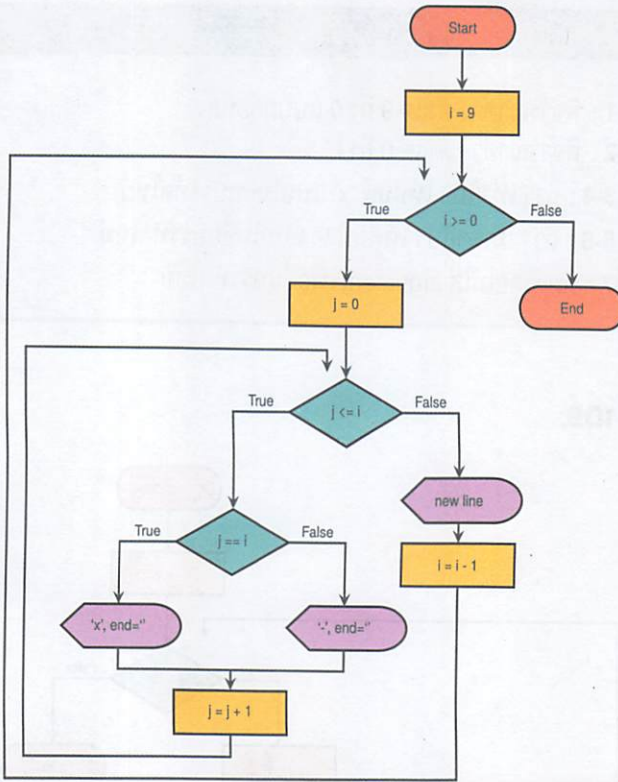 Start
i = 9
i >= 0
True
False
j = 0
End
j <= i
True
False
new line
j == i
True
False
i = i - 1
'x', end=''
'-', end=''
j = j + 1